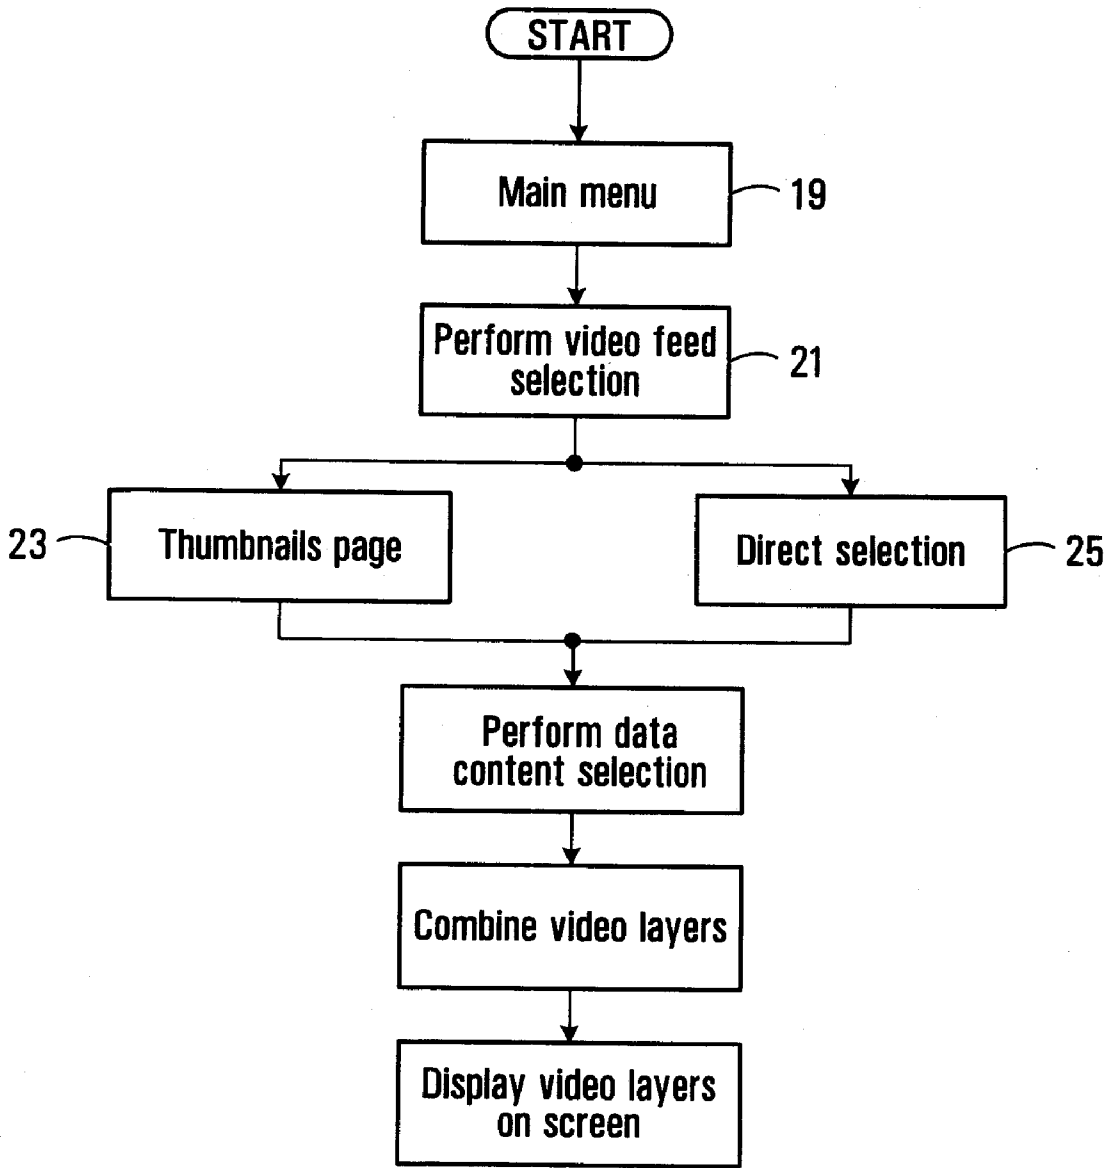 START
Main menu
19
Perform video feed
selection
21
23
Thumbnails page
Direct selection
25
Perform data
content selection
Combine video layers
Display video layers
on screen